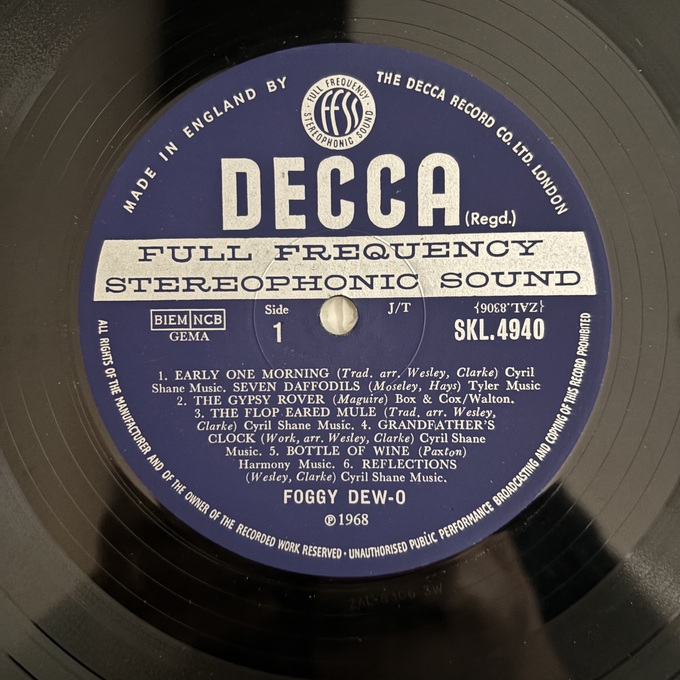 MADE IN ENGLAND BY
THE DECCA RECORD CO. LTD. LONDON
FULL FREQUENCY
FFSS
STEREOPHONIC SOUND
DECCA (Regd.)
FULL FREQUENCY
STEREOPHONIC SOUND
BIEM NCB
GEMA
Side
1
J/T
{ZAL.8306}
SKL.4940
1. EARLY ONE MORNING (Trad. arr. Wesley, Clarke) Cyril
Shane Music. SEVEN DAFFODILS (Moseley, Hays) Tyler Music
2. THE GYPSY ROVER (Maguire) Box & Cox/Walton.
3. THE FLOP EARED MULE (Trad. arr. Wesley,
Clarke) Cyril Shane Music. 4. GRANDFATHER'S
CLOCK (Work, arr. Wesley, Clarke) Cyril Shane
Music. 5. BOTTLE OF WINE (Paxton)
Harmony Music. 6. REFLECTIONS
(Wesley, Clarke) Cyril Shane Music.
FOGGY DEW-O
℗1968
ALL RIGHTS OF THE MANUFACTURER AND OF THE OWNER OF THE RECORDED WORK RESERVED · UNAUTHORISED PUBLIC PERFORMANCE BROADCASTING AND COPYING OF THIS RECORD PROHIBITED
ZAL-8306 3W